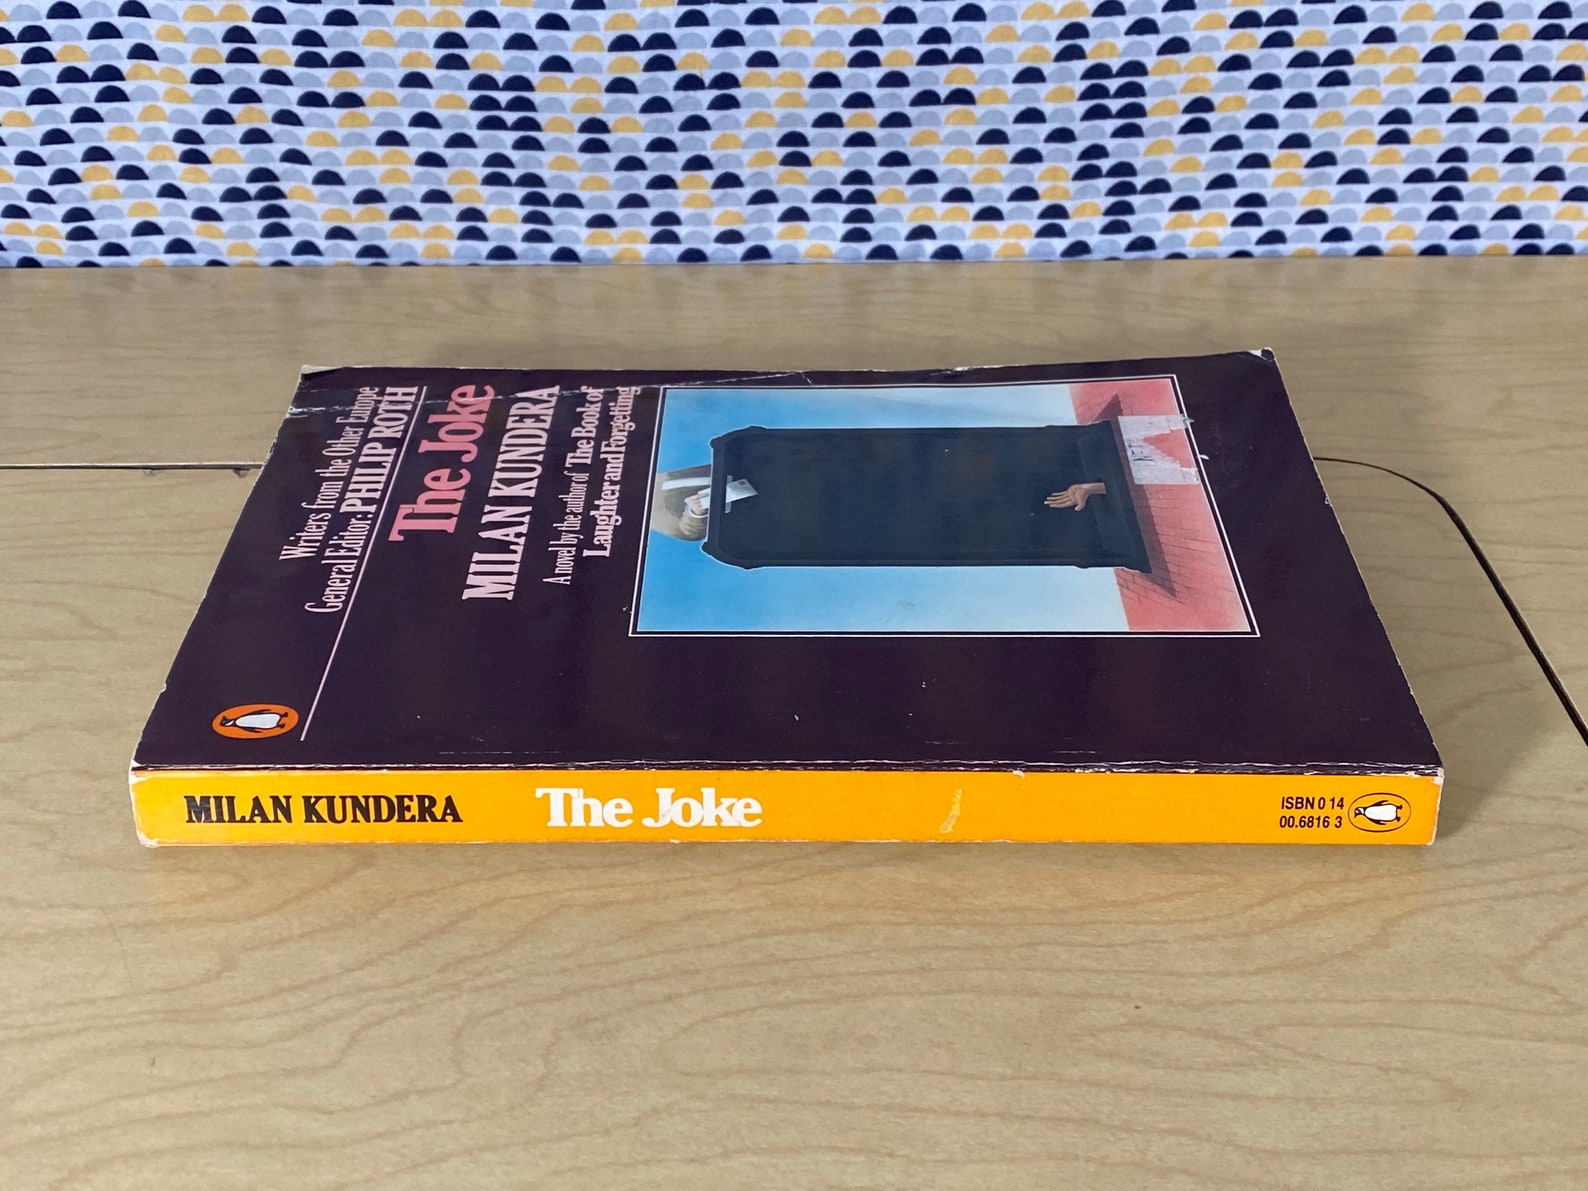 Writers from the Other Europe
General Editor: PHILIP ROTH
The Joke
MILAN KUNDERA
A novel by the author of The Book of
Laughter and Forgetting
MILAN KUNDERA The Joke
ISBN 0 14
00.6816 3